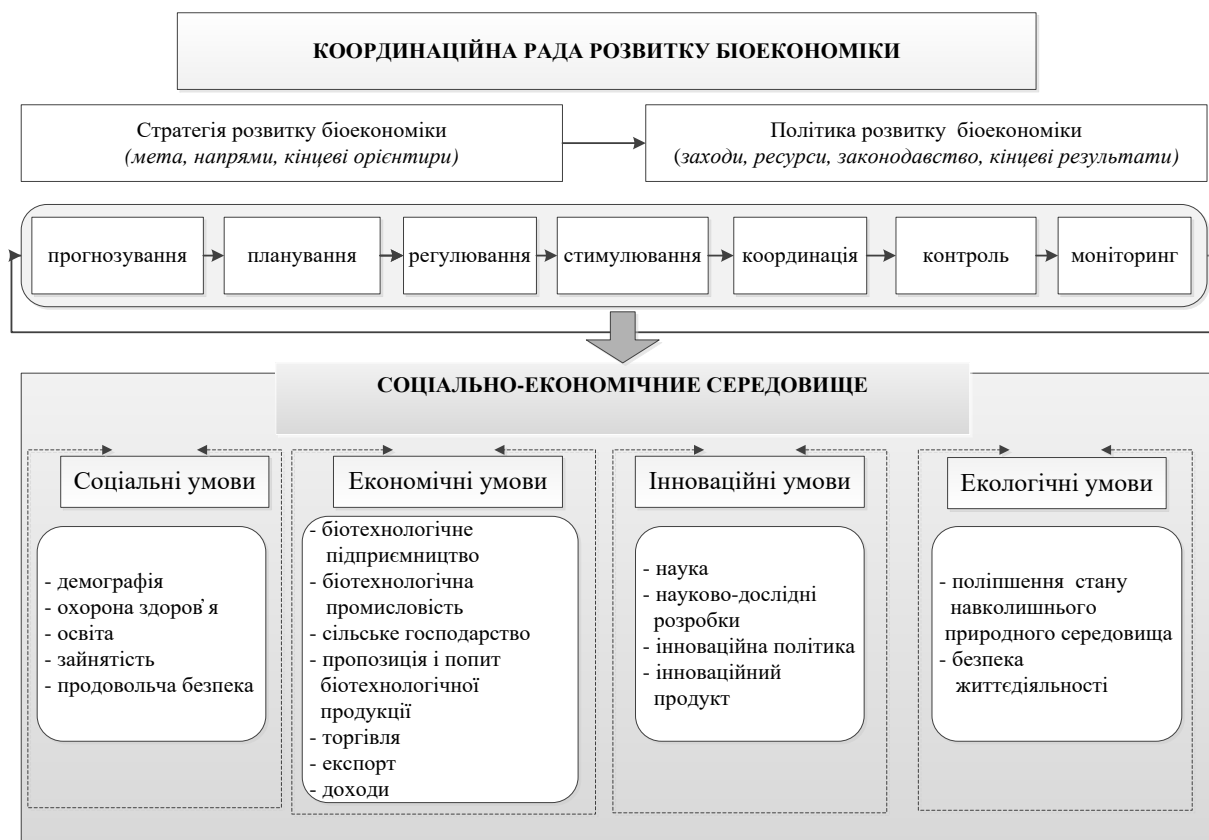 КООРДИНАЦІЙНА РАДА РОЗВИТКУ БІОЕКОНОМІКИ
Стратегія розвитку біоекономіки
(мета, напрями, кінцеві орієнтири)
Політика розвитку біоекономіки
(заходи, ресурси, законодавство, кінцеві результати)
прогнозування
планування
регулювання
стимулювання
координація
контроль
моніторинг
СОЦІАЛЬНО-ЕКОНОМІЧНИЕ СЕРЕДОВИЩЕ
Соціальні умови
- демографія
- охорона здоров`я
- освіта
- зайнятість
- продовольча безпека
Економічні умови
- біотехнологічне
підприємництво
- біотехнологічна
промисловість
- сільське господарство
- пропозиція і попит
біотехнологічної
продукції
- торгівля
- експорт
- доходи
Інноваційні умови
- наука
- науково-дослідні
розробки
- інноваційна політика
- інноваційний
продукт
Екологічні умови
- поліпшення стану
навколишнього
природного середовища
- безпека
життєдіяльності